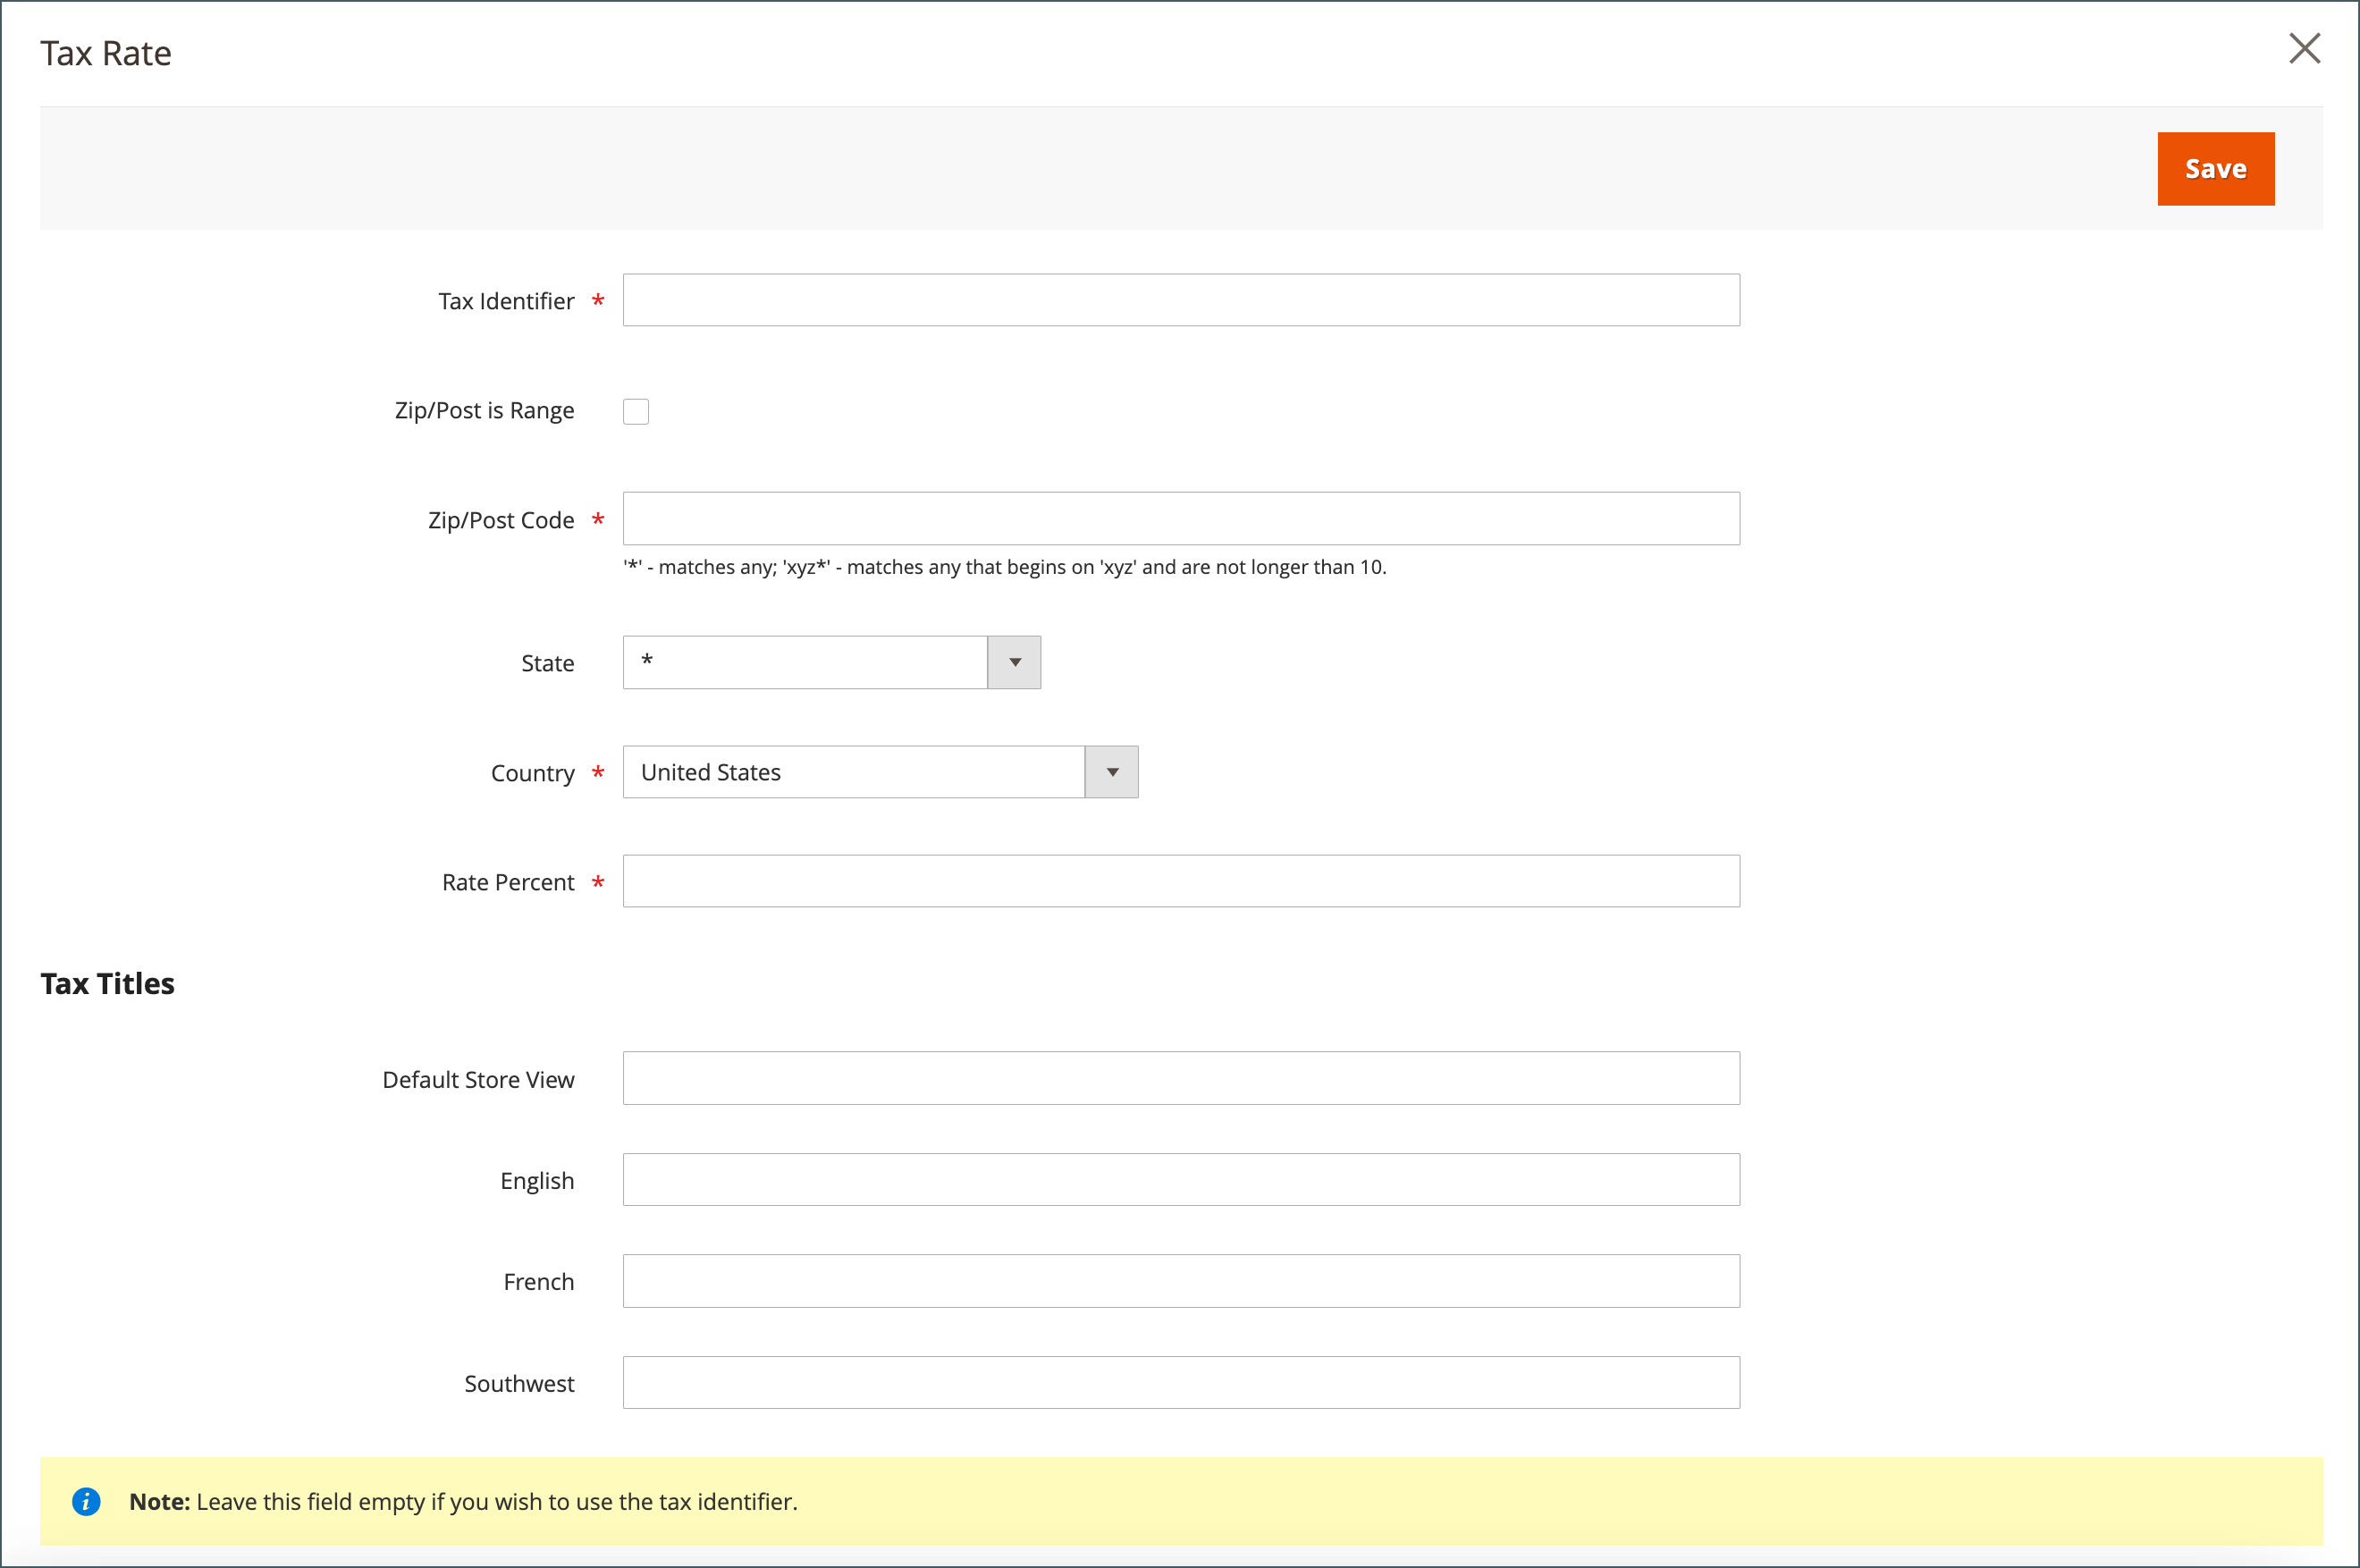 Tax Rate
Save
Tax Identifier *
Zip/Post is Range
Zip/Post Code *
'*' - matches any; 'xyz*' - matches any that begins on 'xyz' and are not longer than 10.
State *
Country * United States
Rate Percent *
Tax Titles
Default Store View
English
French
Southwest
Note: Leave this field empty if you wish to use the tax identifier.